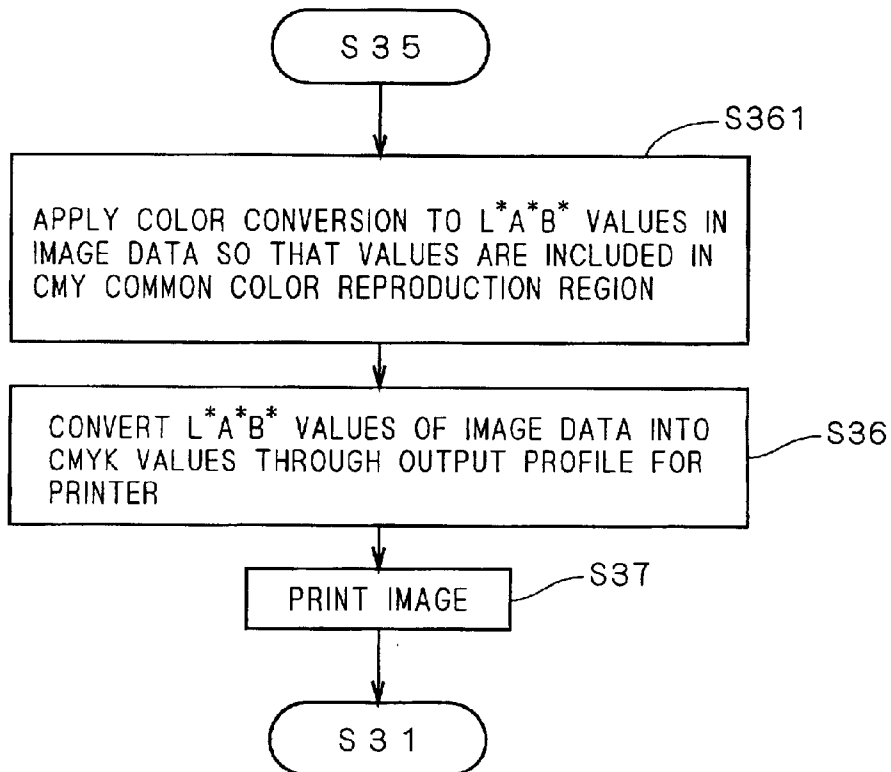 S35
S361
APPLY COLOR CONVERSION TO L*A*B* VALUES IN
IMAGE DATA SO THAT VALUES ARE INCLUDED IN
CMY COMMON COLOR REPRODUCTION REGION
CONVERT L*A*B* VALUES OF IMAGE DATA INTO
CMYK VALUES THROUGH OUTPUT PROFILE FOR
PRINTER
S36
PRINT IMAGE
S37
S31